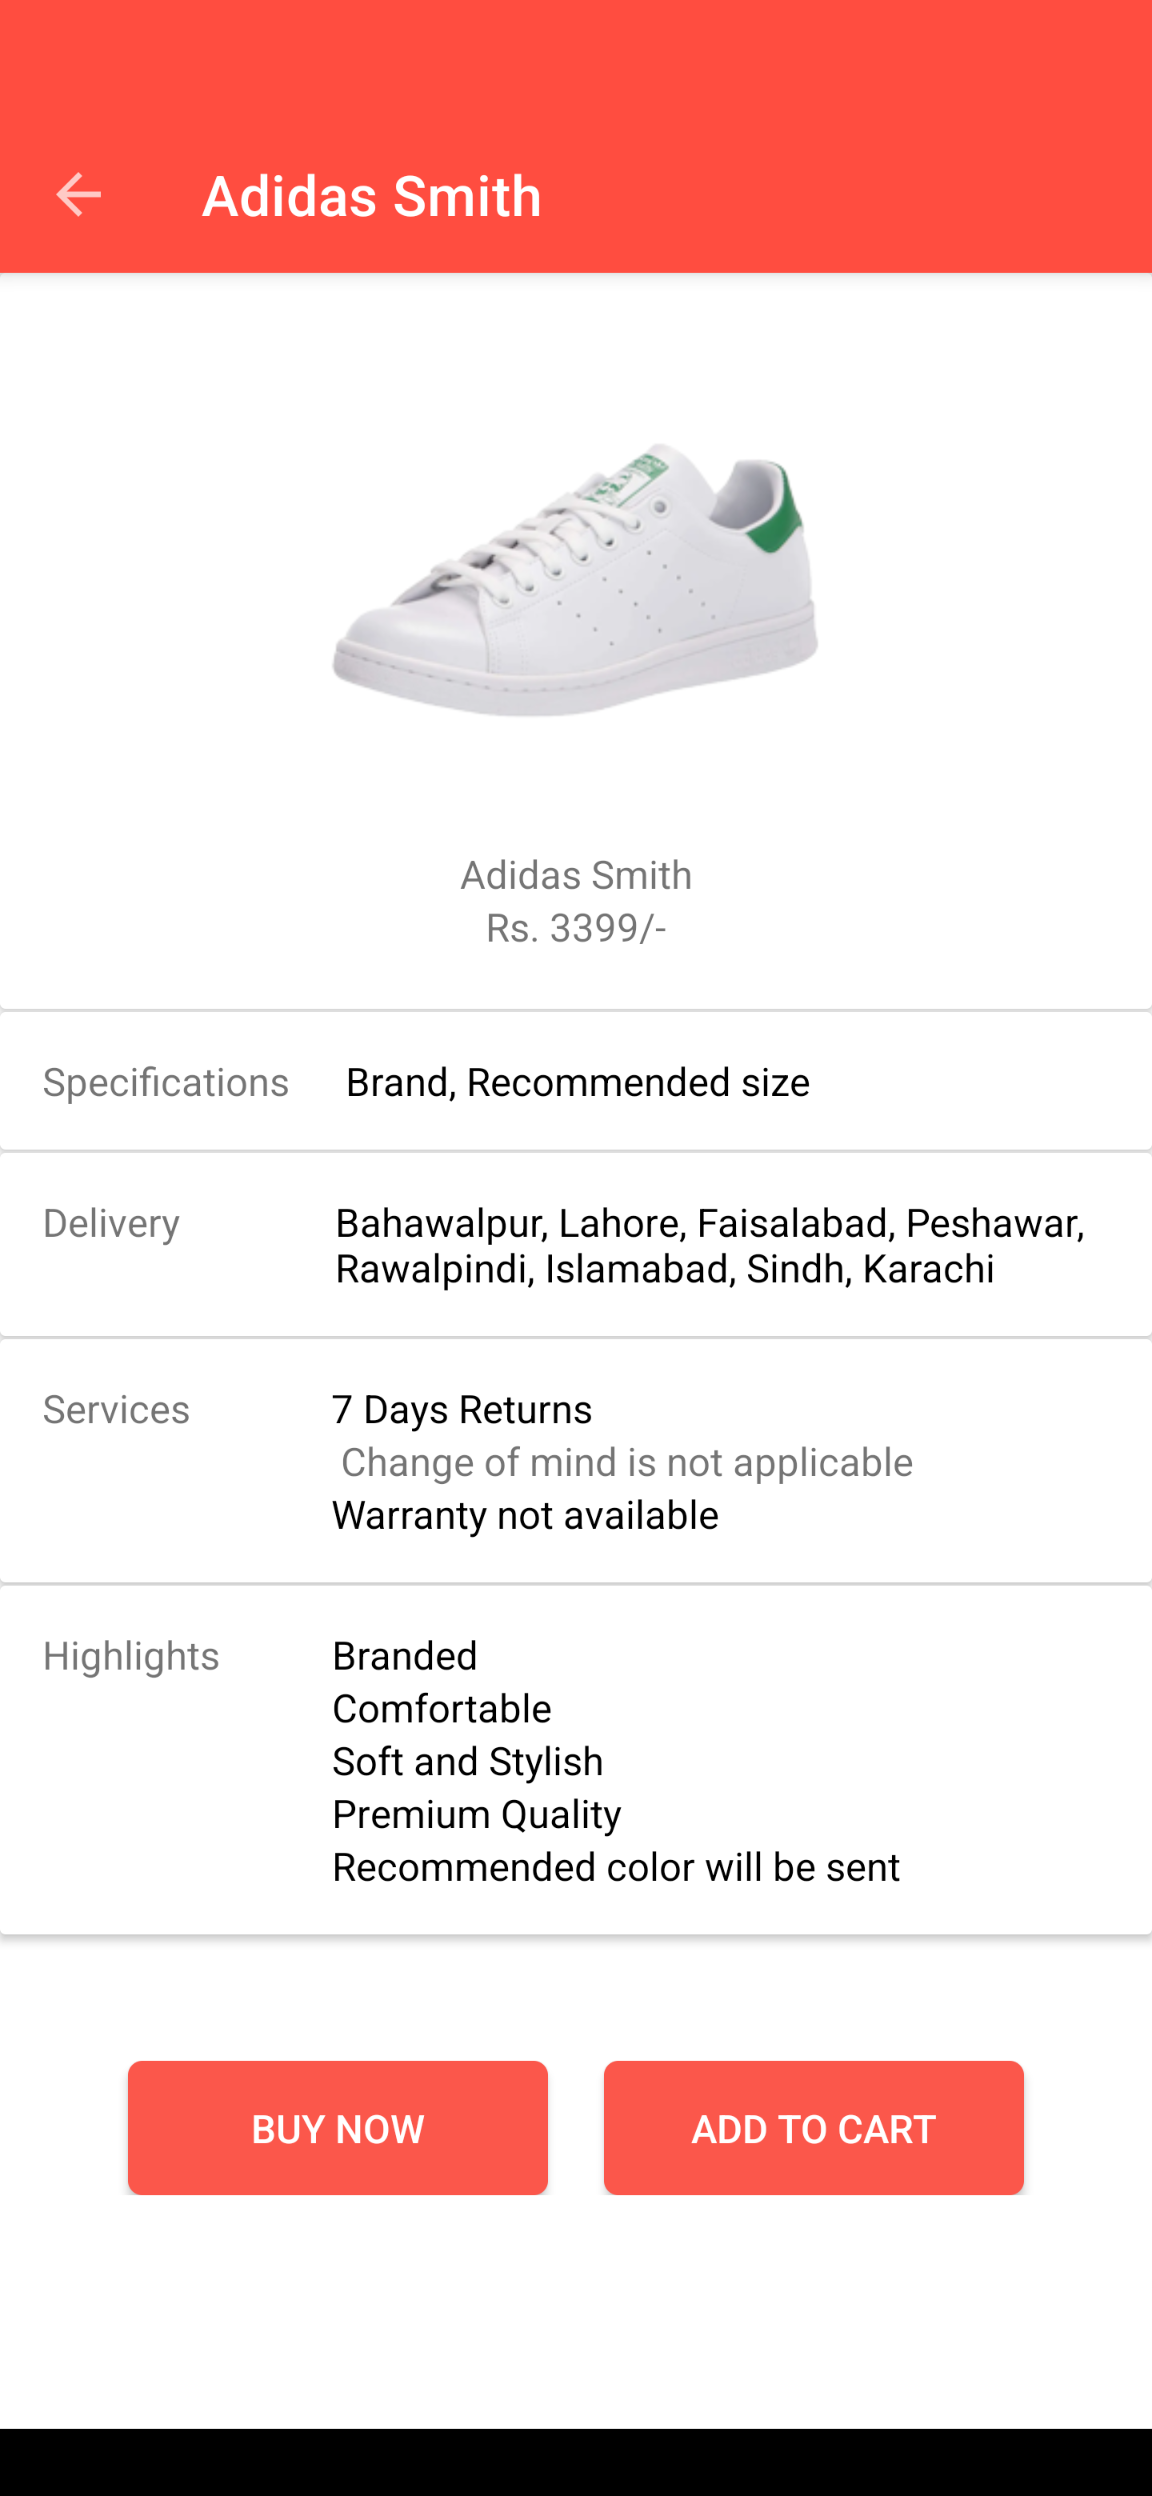 Adidas Smith
Adidas Smith
Rs. 3399/-
Specifications
Brand, Recommended size
Delivery
Bahawalpur, Lahore, Faisalabad, Peshawar,
Rawalpindi, Islamabad, Sindh, Karachi
Services
7 Days Returns
Change of mind is not applicable
Warranty not available
Highlights
Branded
Comfortable
Soft and Stylish
Premium Quality
Recommended color will be sent
BUY NOW
ADD TO CART